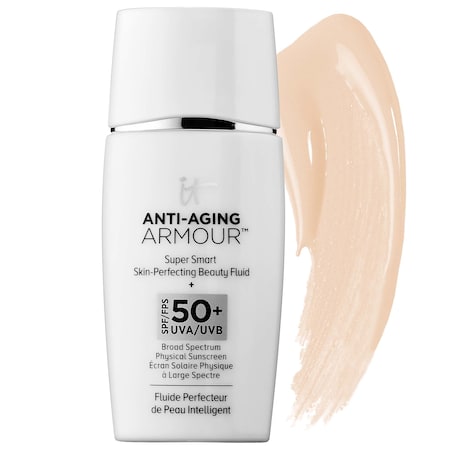 it
ANTI-AGING
ARMOUR™
Super Smart
Skin-Perfecting Beauty Fluid
+
SPF/FPS 50+
UVA/UVB
Broad Spectrum
Physical Sunscreen
Écran Solaire Physique
à Large Spectre
Fluide Perfecteur
de Peau Intelligent